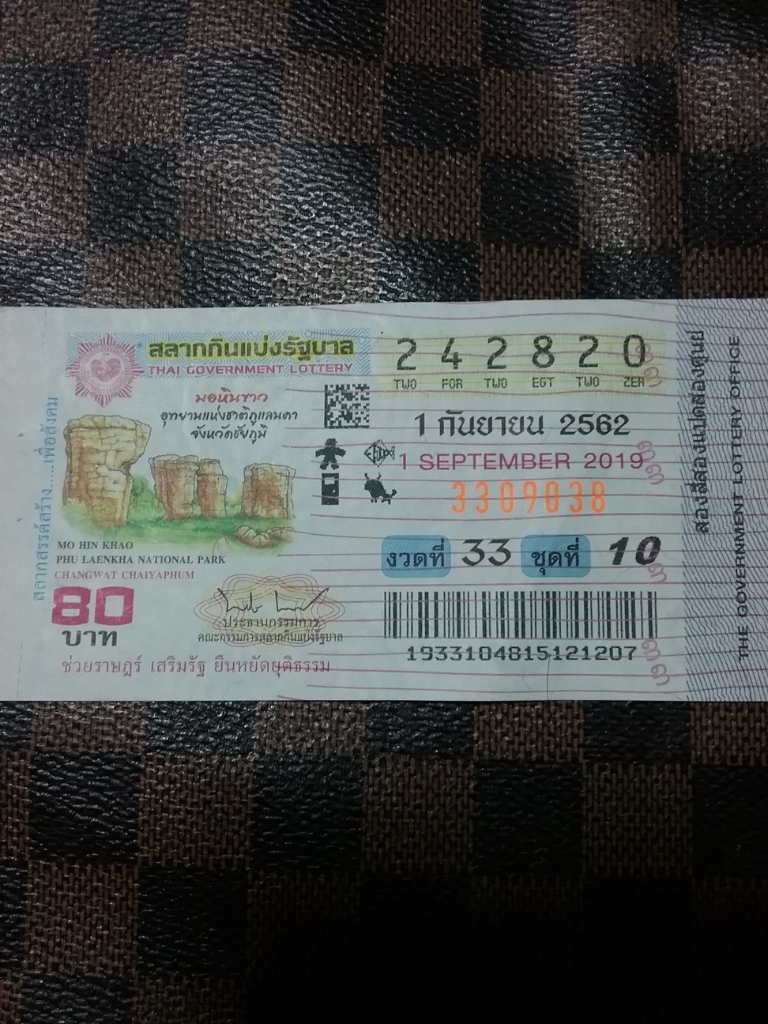 สลากกินแบ่งรัฐบาล
THAI GOVERNMENT LOTTERY
2 4 2 8 2 0
TWO FOR TWO EGT TWO ZER
มอหินขาว
อุทยานแห่งชาติภูแลนคา
จังหวัดชัยภูมิ
1 กันยายน 2562
1 SEPTEMBER 2019
3309038
MO HIN KHAO
PHU LAENKHA NATIONAL PARK
CHANGWAT CHAIYAPHUM
งวดที่ 33 ชุดที่ 10
80
บาท
ประธานกรรมการ
คณะกรรมการสลากกินแบ่งรัฐบาล
1933104815121207
ช่วยราษฎร์ เสริมรัฐ ยืนหยัดยุติธรรม
สลากสรรค์สร้าง.....เพื่อสังคม
สองสี่สองแปดสองศูนย์
THE GOVERNMENT LOTTERY OFFICE
๓๓
๓๓
๓๓
๓๓